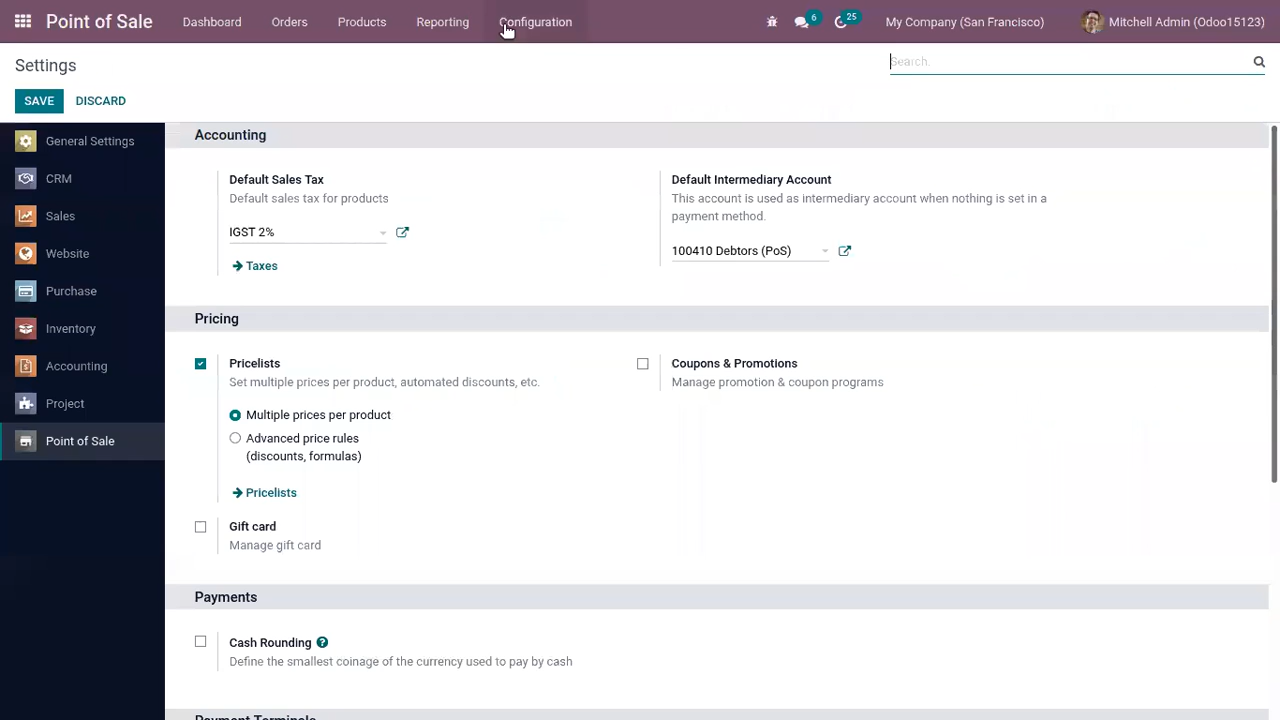 Point of Sale Dashboard Orders Products Reporting Configuration 6 25 My Company (San Francisco) Mitchell Admin (Odoo15123)
Settings Search...
SAVE DISCARD
General Settings
CRM
Sales
Website
Purchase
Inventory
Accounting
Project
Point of Sale
Accounting
Default Sales Tax
Default sales tax for products
IGST 2%
Taxes
Default Intermediary Account
This account is used as intermediary account when nothing is set in a
payment method.
100410 Debtors (PoS)
Pricing
Pricelists
Set multiple prices per product, automated discounts, etc.
Multiple prices per product
Advanced price rules
(discounts, formulas)
Pricelists
Coupons & Promotions
Manage promotion & coupon programs
Gift card
Manage gift card
Payments
Cash Rounding ?
Define the smallest coinage of the currency used to pay by cash
Payment Terminals